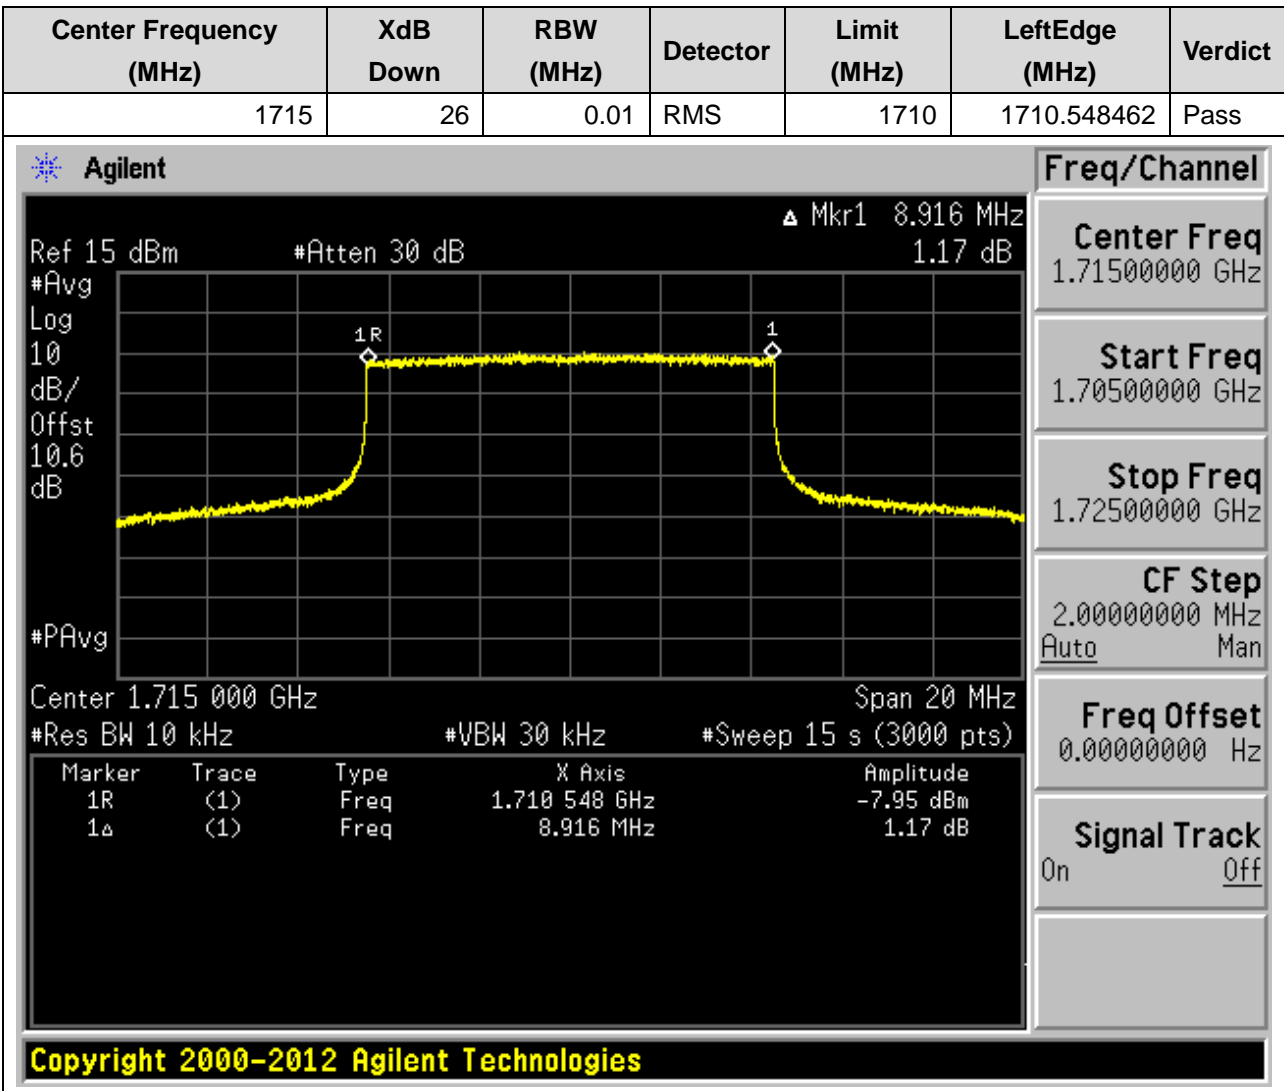 Center Frequency (MHz) XdB Down RBW (MHz) Detector Limit (MHz) LeftEdge (MHz) Verdict
1715 26 0.01 RMS 1710 1710.548462 Pass
Agilent
Freq/Channel
Δ Mkr1 8.916 MHz
Ref 15 dBm #Atten 30 dB 1.17 dB
#Avg
Log
10
dB/
Offst
10.6
dB
1R
1
#PAvg
Center 1.715 000 GHz Span 20 MHz
#Res BW 10 kHz #VBW 30 kHz #Sweep 15 s (3000 pts)
Marker Trace Type X Axis Amplitude
1R (1) Freq 1.710 548 GHz -7.95 dBm
1Δ (1) Freq 8.916 MHz 1.17 dB
Center Freq
1.71500000 GHz
Start Freq
1.70500000 GHz
Stop Freq
1.72500000 GHz
CF Step
2.00000000 MHz
Auto Man
Freq Offset
0.00000000 Hz
Signal Track
On Off
Copyright 2000-2012 Agilent Technologies